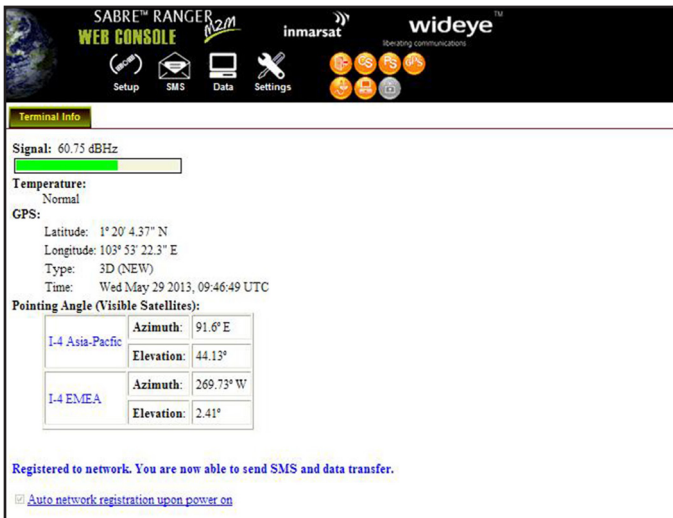 SABRE™ RANGER M2M
WEB CONSOLE
inmarsat
wideye™
liberating communications
Setup
SMS
Data
Settings
CS
PS
GPS
Terminal Info
Signal: 60.75 dBHz
Temperature:
Normal
GPS:
Latitude: 1° 20' 4.37" N
Longitude: 103° 53' 22.3" E
Type: 3D (NEW)
Time: Wed May 29 2013, 09:46:49 UTC
Pointing Angle (Visible Satellites):
I-4 Asia-Pacfic
Azimuth: 91.6° E
Elevation: 44.13°
I-4 EMEA
Azimuth: 269.73° W
Elevation: 2.41°
Registered to network. You are now able to send SMS and data transfer.
Auto network registration upon power on